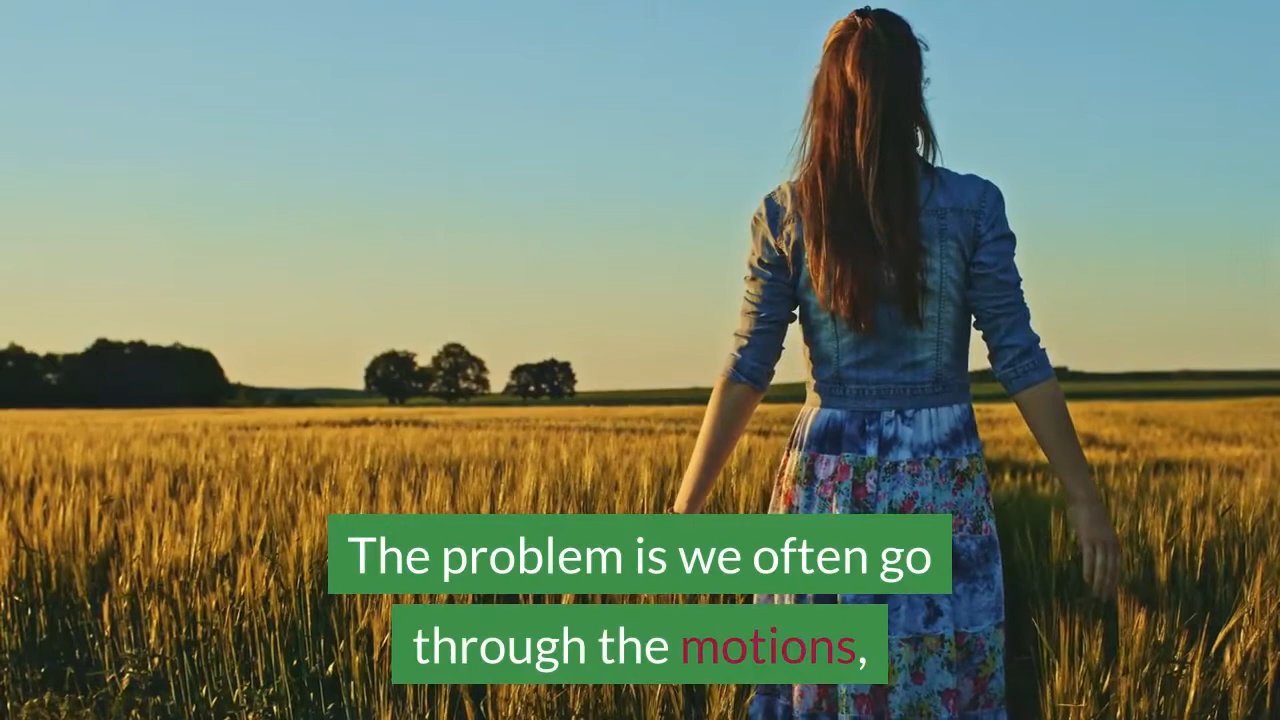 The problem is we often go
through the motions,